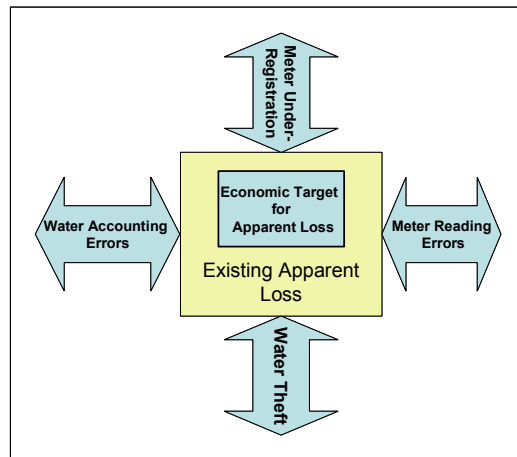 Meter Under-
Registration
Economic Target
for
Apparent Loss
Water Accounting
Errors
Meter Reading
Errors
Existing Apparent
Loss
Water Theft